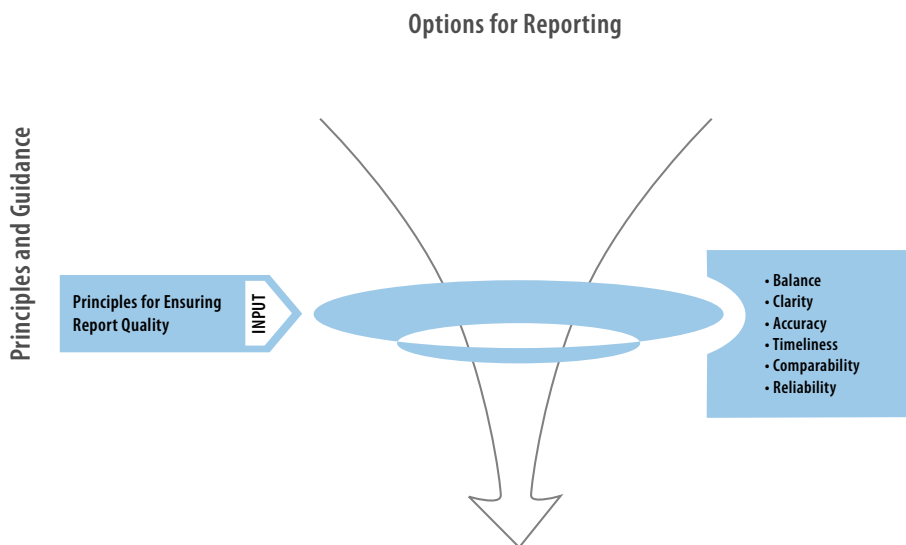 Options for Reporting
Principles and Guidance
Principles for Ensuring
Report Quality
INPUT
• Balance
• Clarity
• Accuracy
• Timeliness
• Comparability
• Reliability